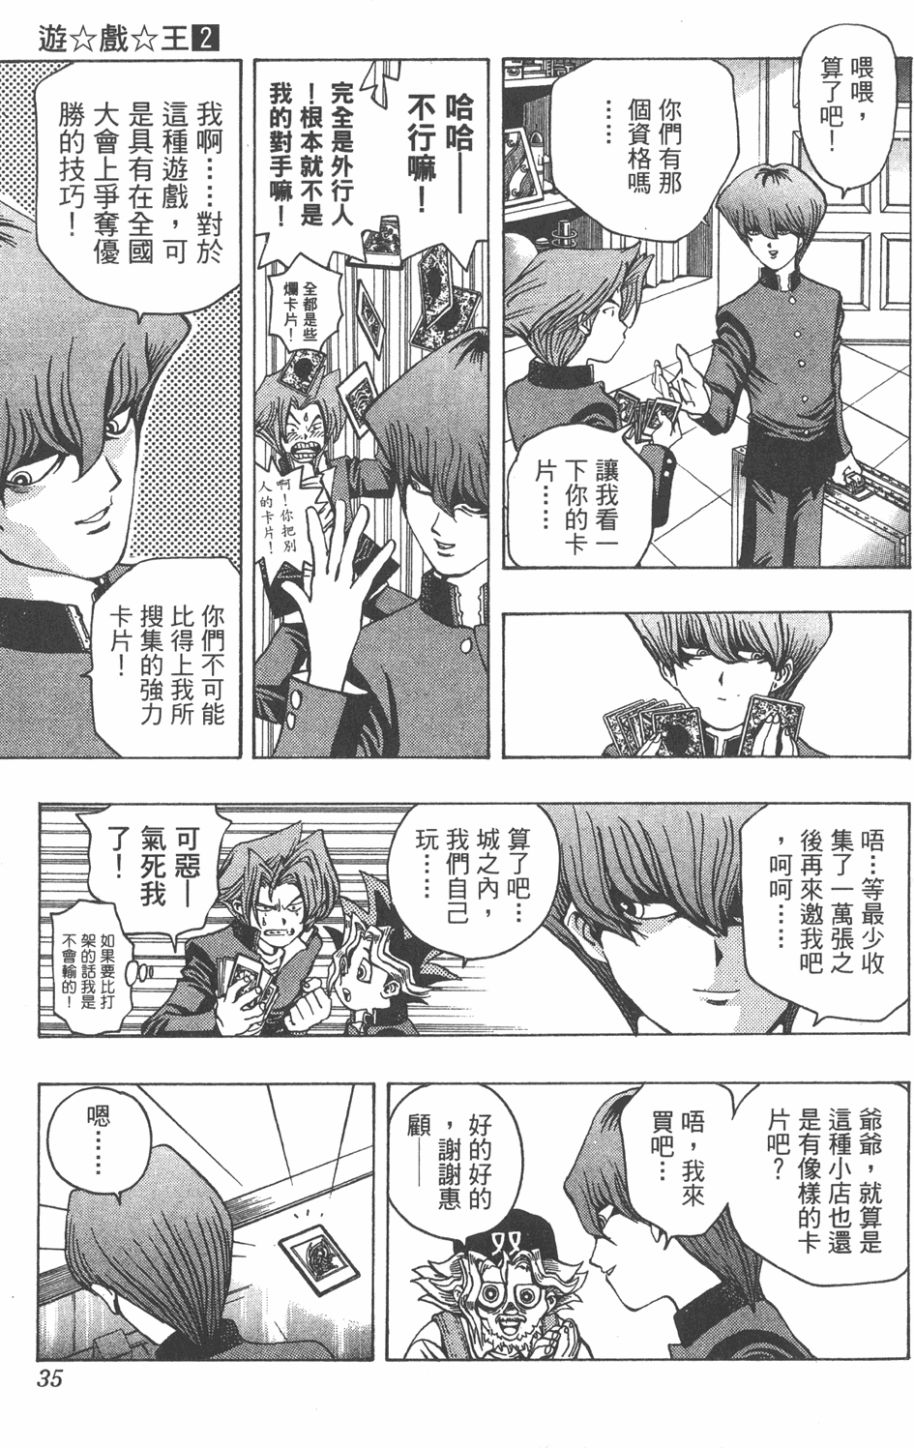 遊☆戲☆王2
喂喂，
算了吧！
你們有那
個資格嗎
……
讓我看一
下你的卡
片……
哈哈—
不行嘛！
完全是外行人
！根本就不是
我的對手嘛！
全都是些
爛卡片！
啊！你把別
人的卡片！
我啊……對於
這種遊戲，可
是具有在全國
大會上爭奪優
勝的技巧！
你們不可能
比得上我所
搜集的強力
卡片！
唔…等最少收
集了一萬張之
後再來邀我吧
，呵呵……
算了吧…
城之內，
我們自己
玩……
可惡—
氣死我
了！
如果要比打
架的話我是
不會輸的！
爺爺，就算是
這種小店也還
是有像樣的卡
片吧？
唔，我來
買吧…
好的好的
，謝謝惠
顧——
嗯……
35